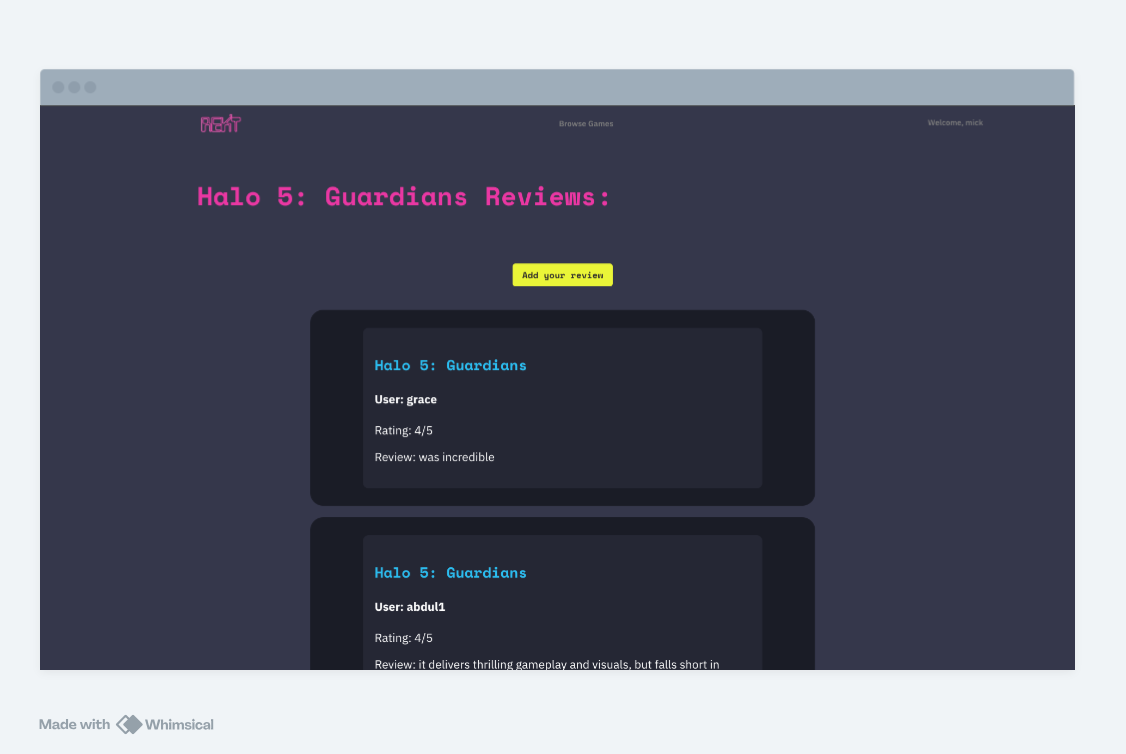 Browse Games
Welcome, mick
Halo 5: Guardians Reviews:
Add your review
Halo 5: Guardians
User: grace
Rating: 4/5
Review: was incredible
Halo 5: Guardians
User: abdul1
Rating: 4/5
Review: it delivers thrilling gameplay and visuals, but falls short in
Made with Whimsical